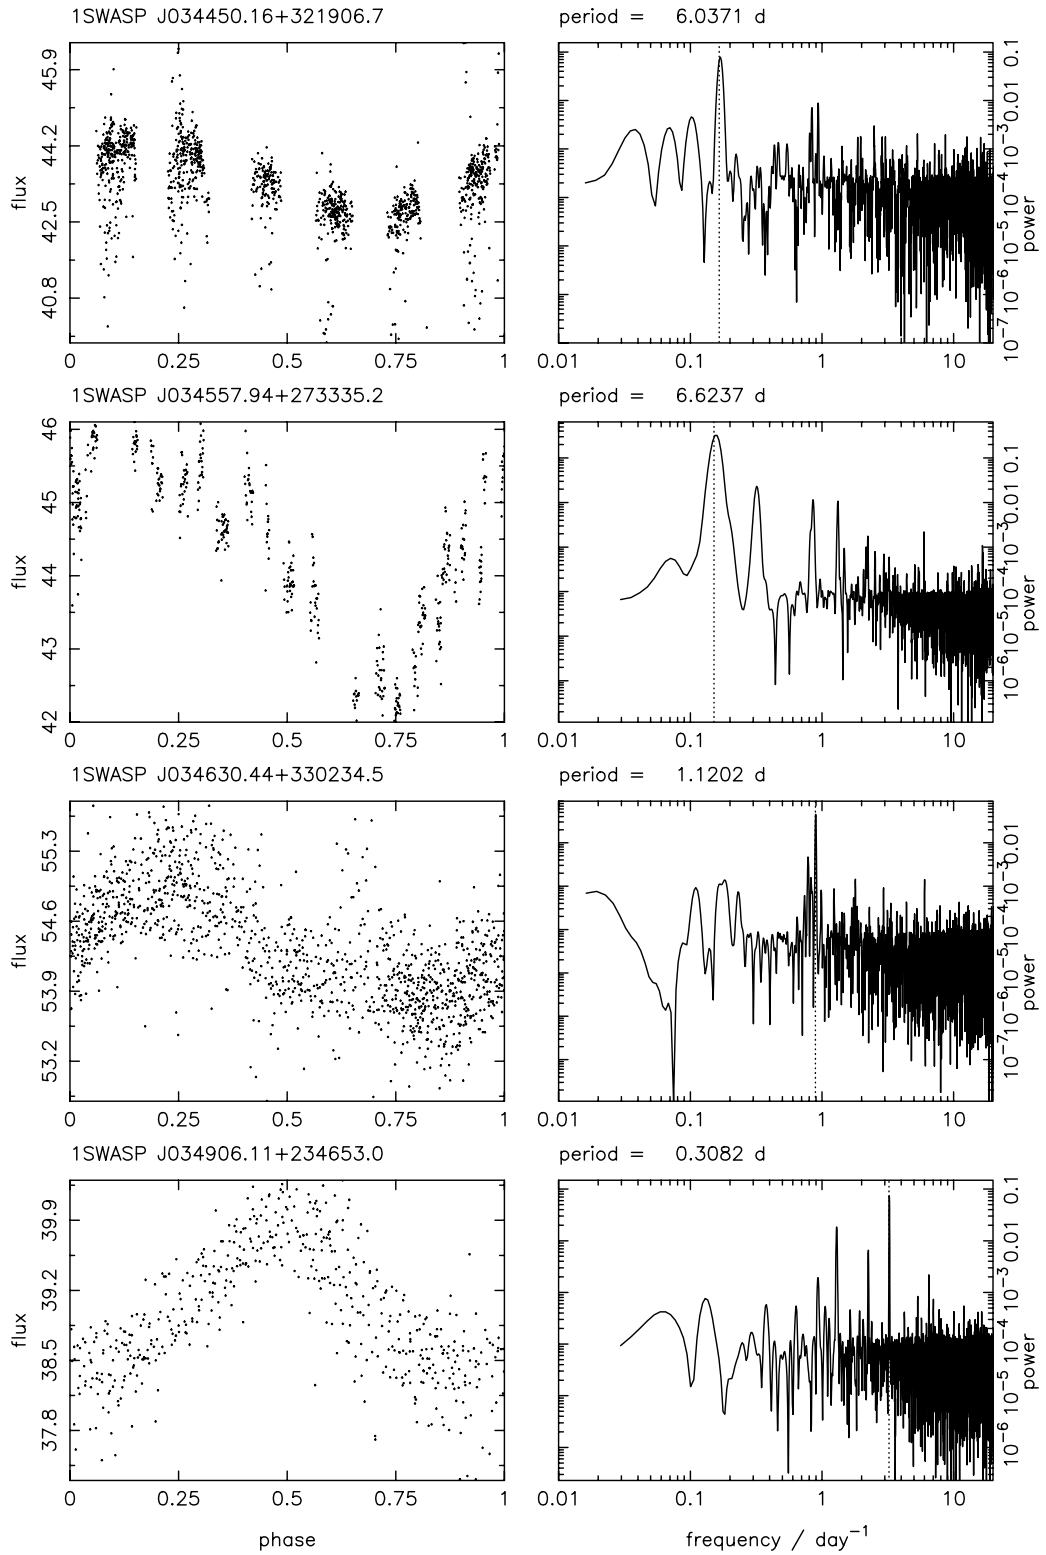 1SWASP J034450.16+321906.7 period = 6.0371 d
flux 45.9 44.2 42.5 40.8
0 0.25 0.5 0.75 1
0.1 0.01 10⁻³ 10⁻⁴ 10⁻⁵ 10⁻⁶ 10⁻⁷ power
0.01 0.1 1 10
1SWASP J034557.94+273335.2 period = 6.6237 d
flux 46 45 44 43 42
0 0.25 0.5 0.75 1
0.1 0.01 10⁻³ 10⁻⁴ 10⁻⁵ 10⁻⁶ power
0.01 0.1 1 10
1SWASP J034630.44+330234.5 period = 1.1202 d
flux 55.3 54.6 53.9 53.2
0 0.25 0.5 0.75 1
0.01 10⁻³ 10⁻⁴ 10⁻⁵ 10⁻⁶ 10⁻⁷ power
0.01 0.1 1 10
1SWASP J034906.11+234653.0 period = 0.3082 d
flux 39.9 39.2 38.5 37.8
0 0.25 0.5 0.75 1
0.1 0.01 10⁻³ 10⁻⁴ 10⁻⁵ 10⁻⁶ power
0.01 0.1 1 10
phase frequency / day⁻¹